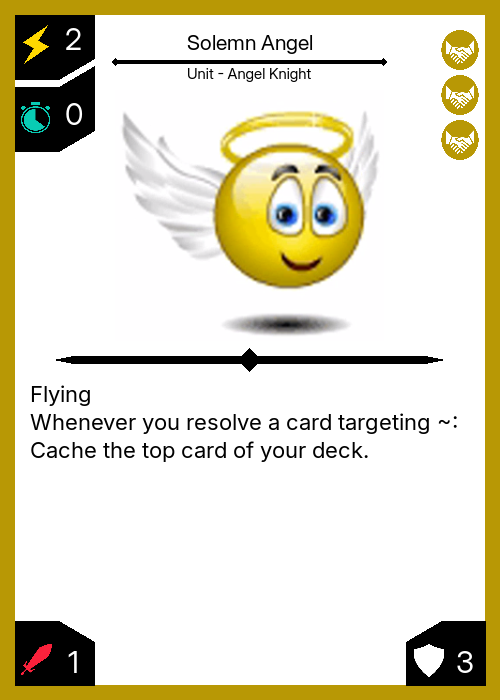 2
Solemn Angel
Unit - Angel Knight
0
Flying
Whenever you resolve a card targeting ~:
Cache the top card of your deck.
1
3